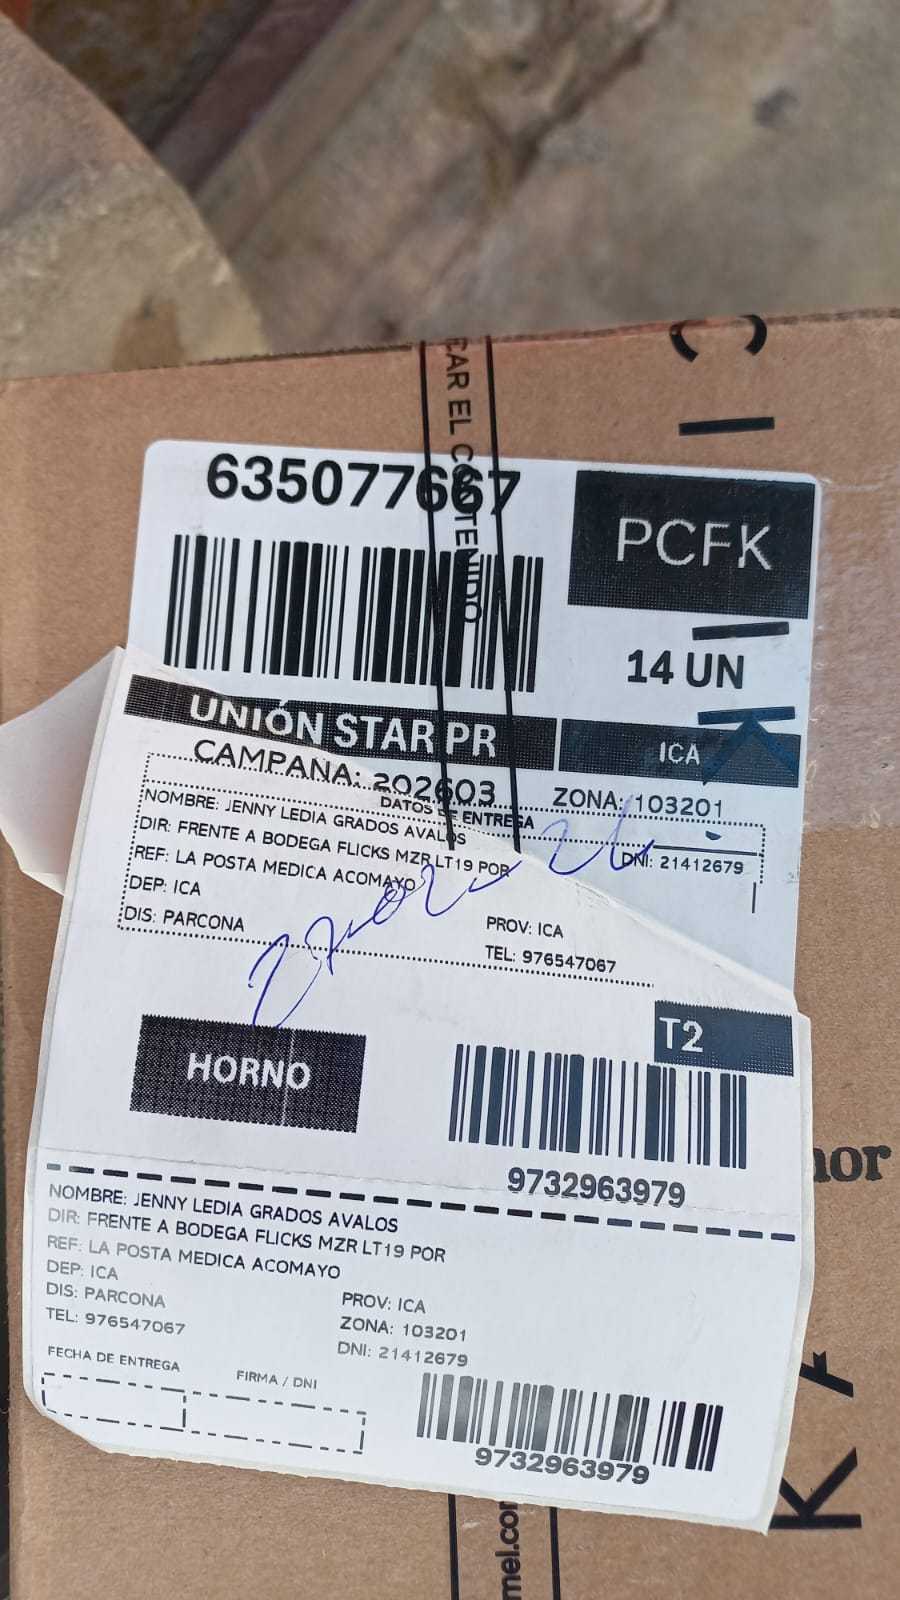 CAR EL CONTENIDO
635077667
PCFK
14 UN
UNIÓN STAR PR
ICA
CAMPAÑA: 202603
ZONA: 103201
DATOS DE ENTREGA
NOMBRE: JENNY LEDIA GRADOS AVALOS
DIR: FRENTE A BODEGA FLICKS MZR LT19 POR
DNI: 21412679
REF: LA POSTA MEDICA ACOMAYO
DEP: ICA
PROV: ICA
DIS: PARCONA
TEL: 976547067
T2
HORNO
9732963979
NOMBRE: JENNY LEDIA GRADOS AVALOS
DIR: FRENTE A BODEGA FLICKS MZR LT19 POR
REF: LA POSTA MEDICA ACOMAYO
DEP: ICA
PROV: ICA
DIS: PARCONA
ZONA: 103201
TEL: 976547067
DNI: 21412679
FECHA DE ENTREGA
FIRMA / DNI
9732963979